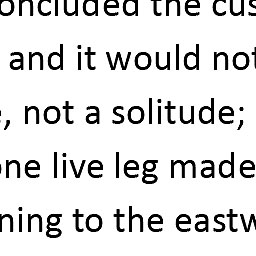 oncluded the cus
and it would not
, not a solitude;
one live leg made
ning to the eastw